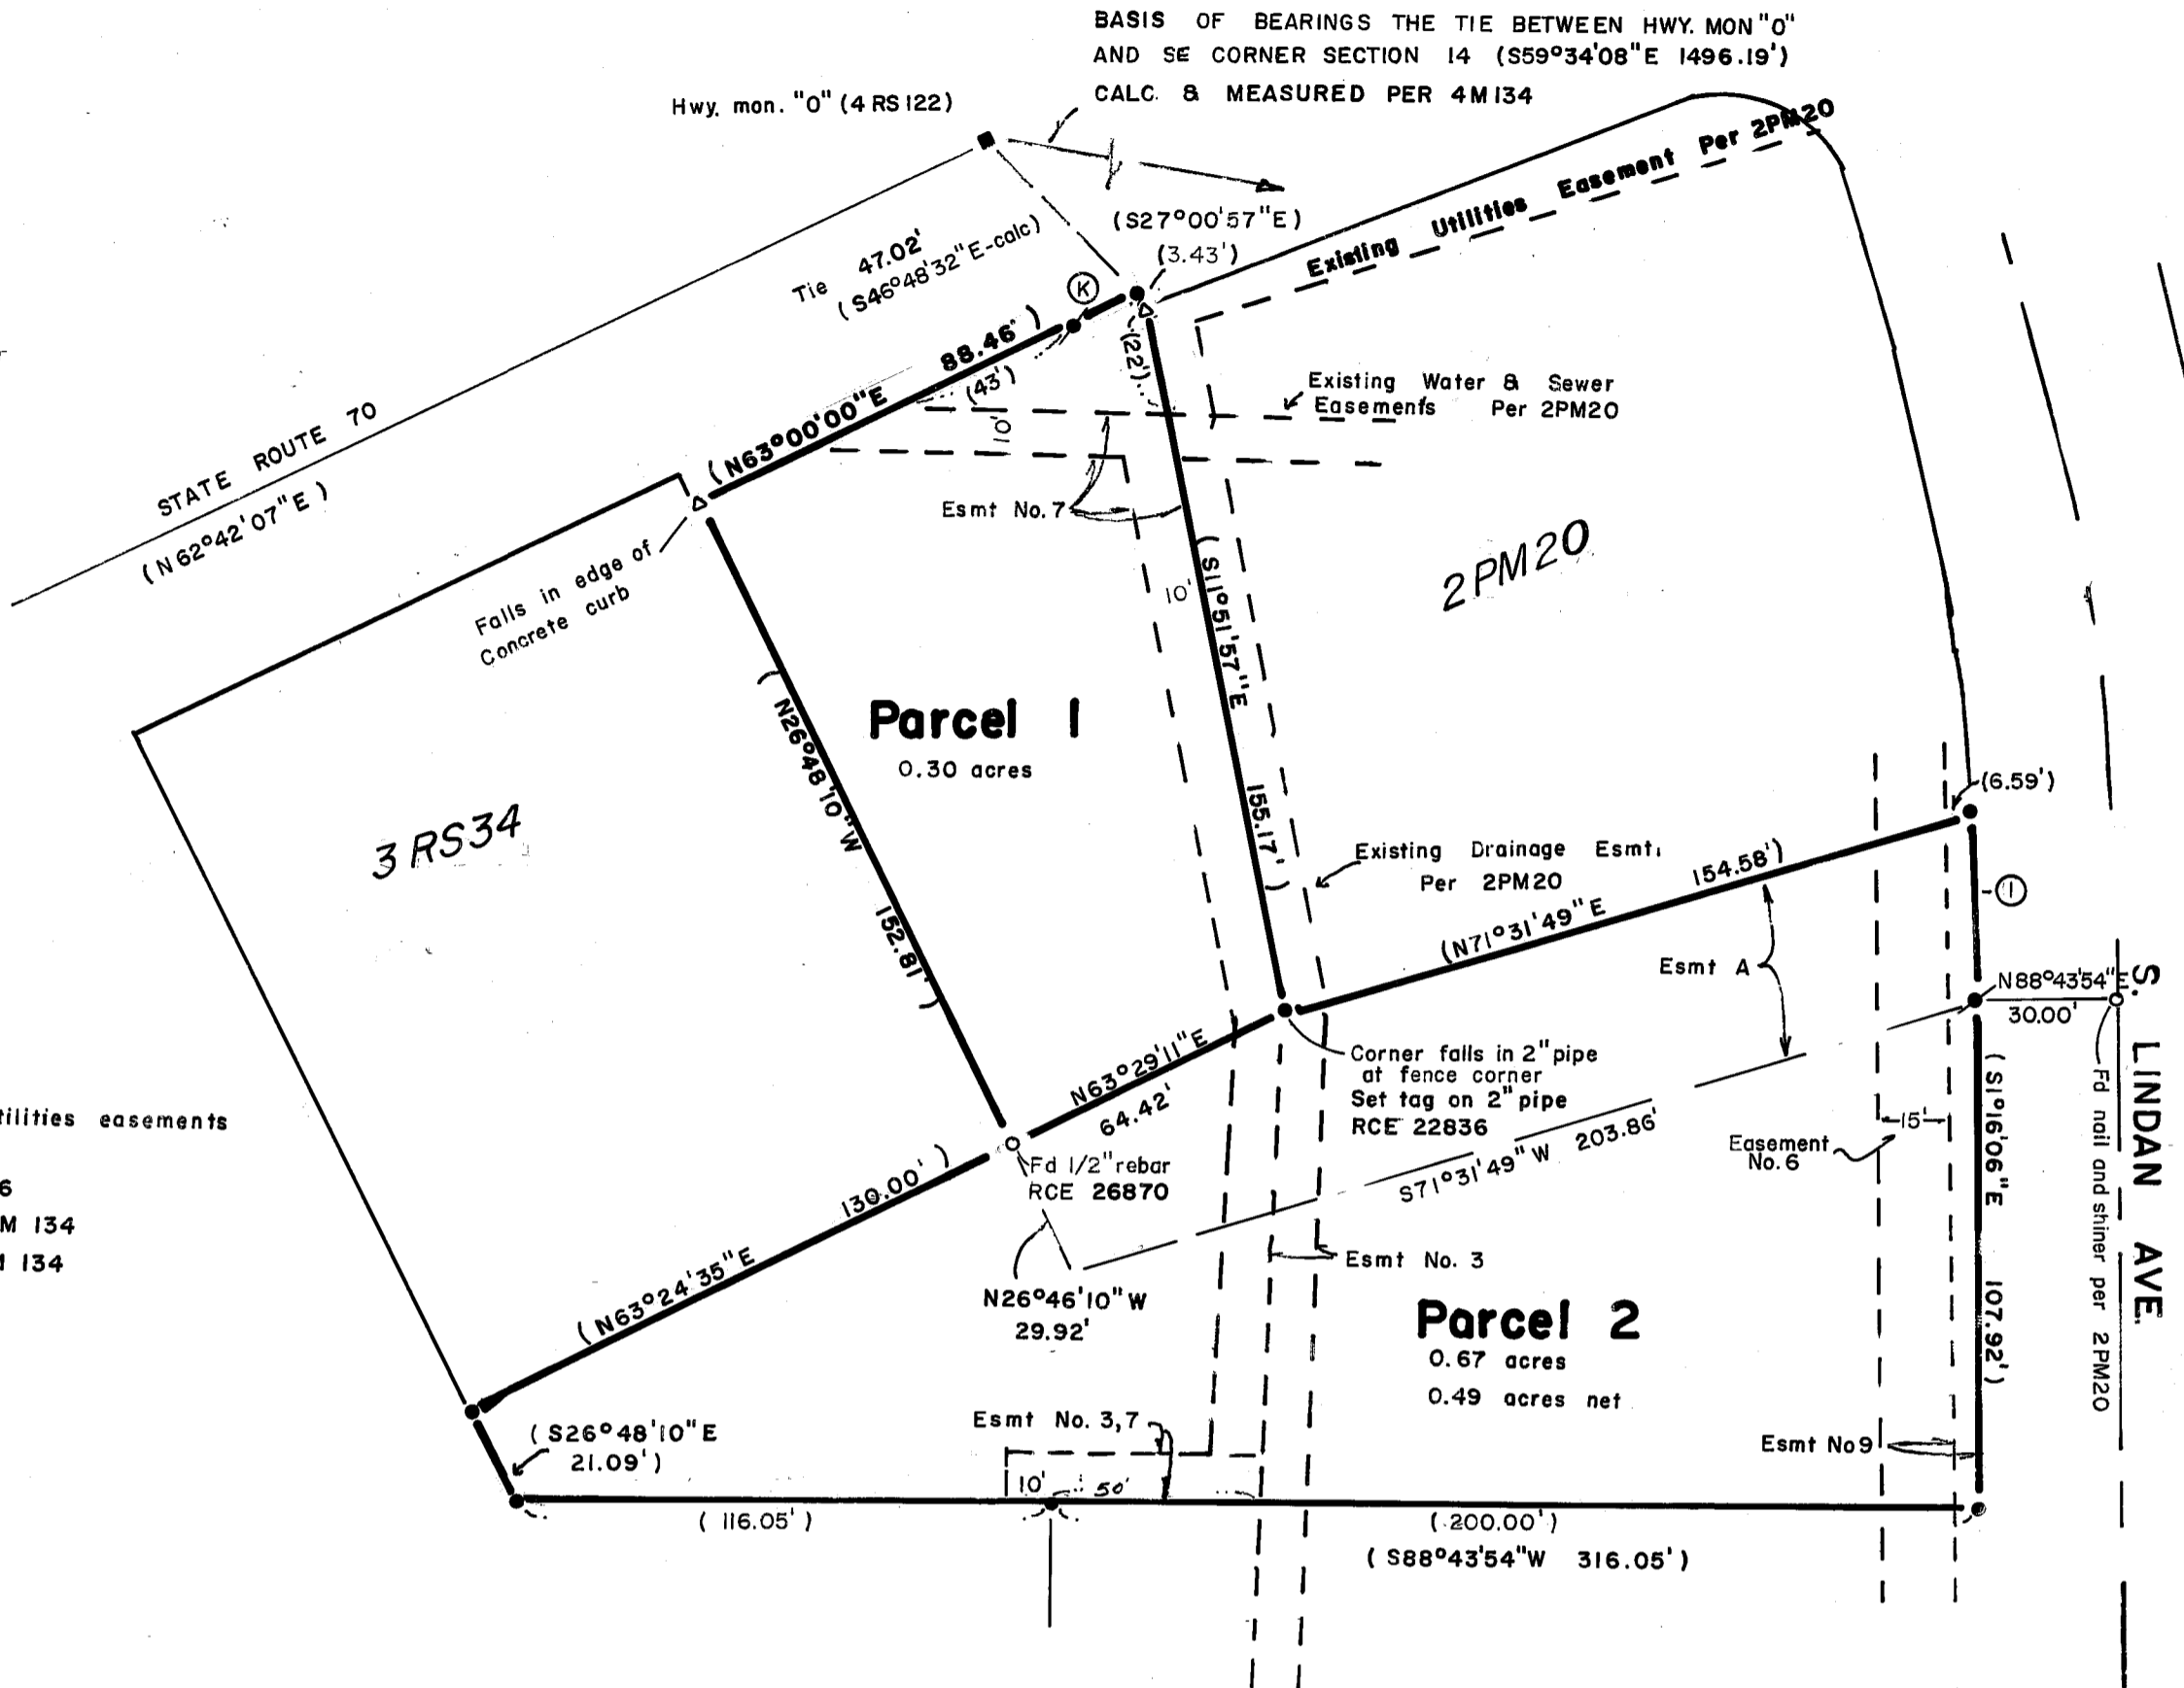 BASIS OF BEARINGS THE TIE BETWEEN HWY. MON "O"
AND SE CORNER SECTION 14 (S59°34'08"E 1496.19')
CALC. & MEASURED PER 4M134
Hwy. mon. "O" (4 RS 122)
Existing Utilities Easement Per 2PM20
(S27°00'57"E)
(3.43')
Tie 47.02'
(S46°48'32"E-calc)
K
88.46')
(N63°00'00"E
(43')
(22')
10'
Existing Water & Sewer
Easements Per 2PM20
STATE ROUTE 70
(N62°42'07"E)
Esmt No. 7
Falls in edge of
Concrete curb
10'
(S11°51'57"E
155.17')
2PM20
Parcel 1
0.30 acres
(N26°48'10"W
152.81')
3 RS34
(6.59')
Existing Drainage Esmt.
Per 2PM20
154.58')
(N71°31'49"E
1
Esmt A
N88°43'54"E
30.00'
S. LINDAN AVE.
Fd nail and shiner per 2PM20
N63°29'11"E
64.42'
Corner falls in 2" pipe
at fence corner
Set tag on 2" pipe
RCE 22836
S71°31'49"W 203.86'
(S1°16'06"E 107.92')
15'
Easement
No. 6
tilities easements
6
M 134
134
130.00')
(N63°24'35"E
Fd 1/2" rebar
RCE 26870
N26°46'10"W
29.92'
Esmt No. 3
Parcel 2
0.67 acres
0.49 acres net
Esmt No. 3,7
(S26°48'10"E
21.09')
Esmt No 9
10'
50'
(116.05')
(200.00')
(S88°43'54"W 316.05')